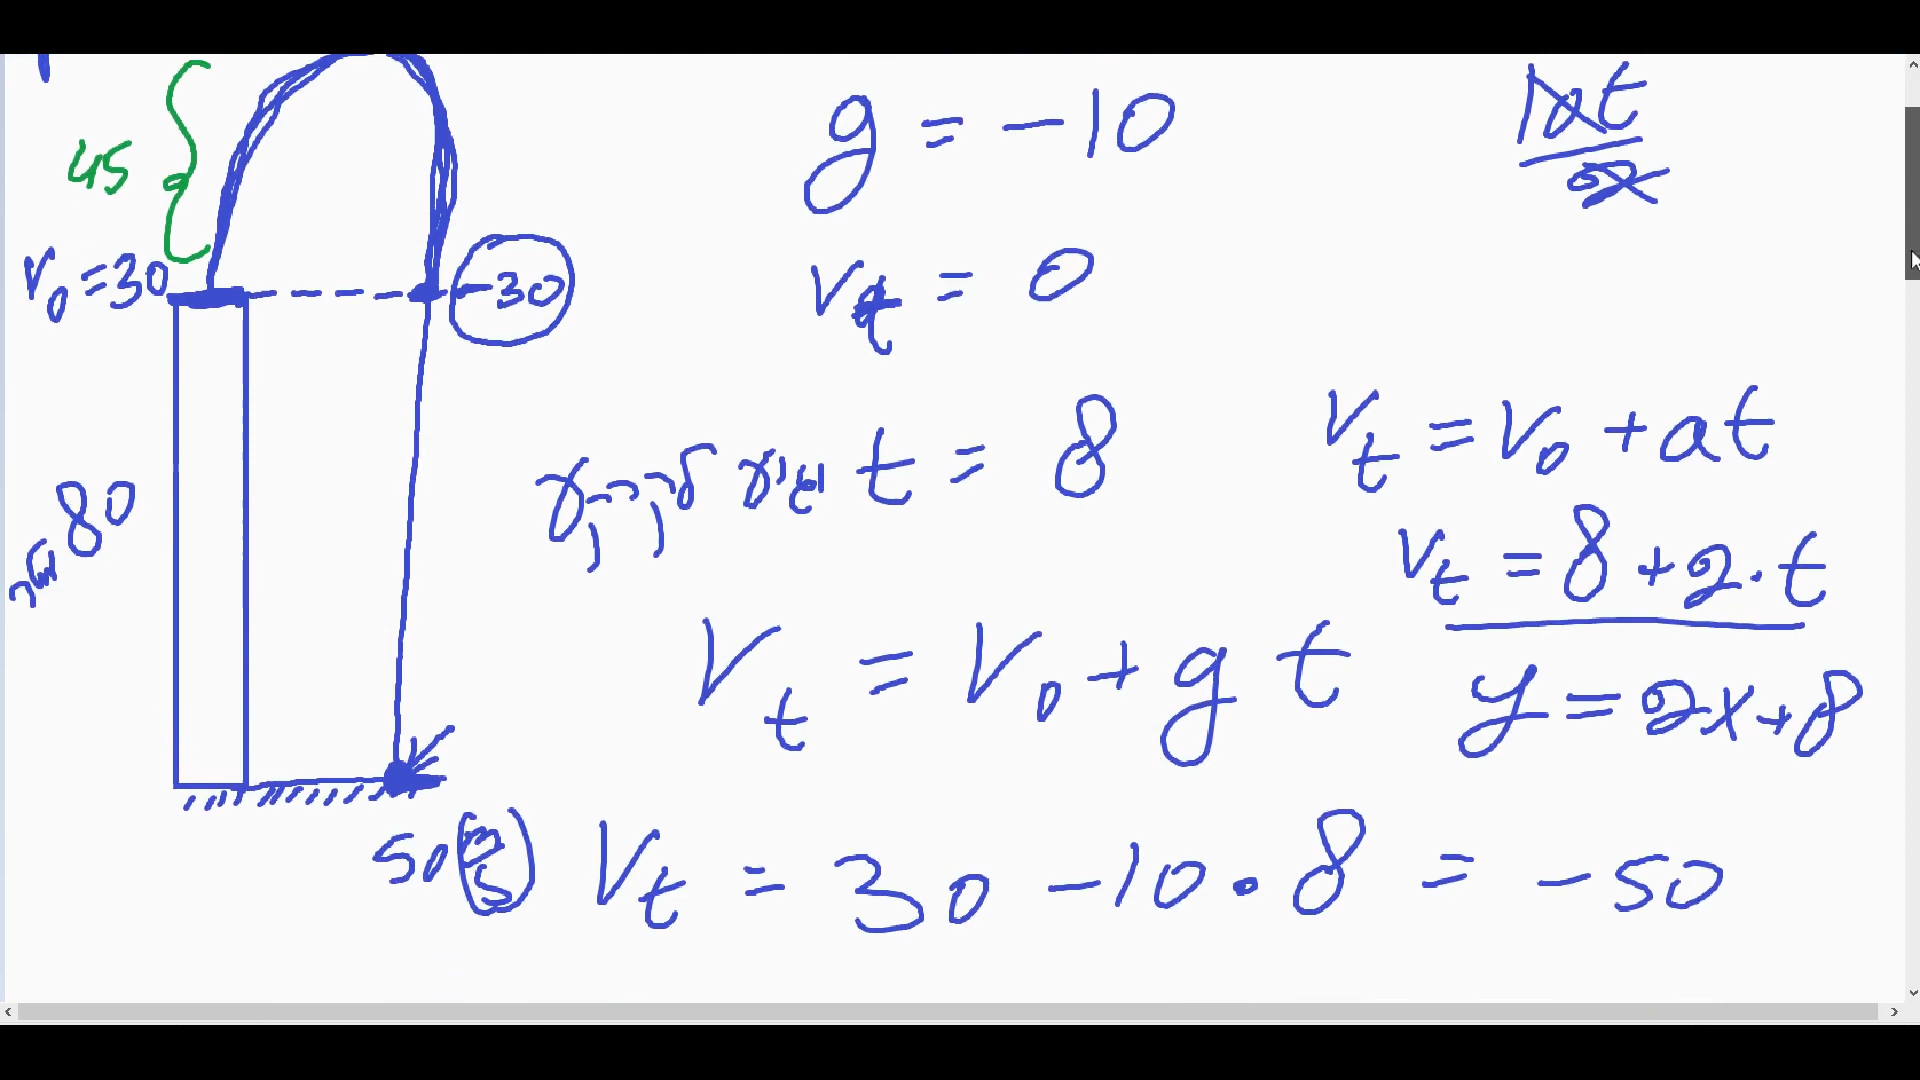 45
V₀ = 30
-30
80
g = -10
Vₜ = 0
t = 8
Vₜ = V₀ + at
Vₜ = 8 + 2 · t
y = 2x + 8
Vₜ = V₀ + g t
50 m/s
Vₜ = 30 - 10 · 8 = -50